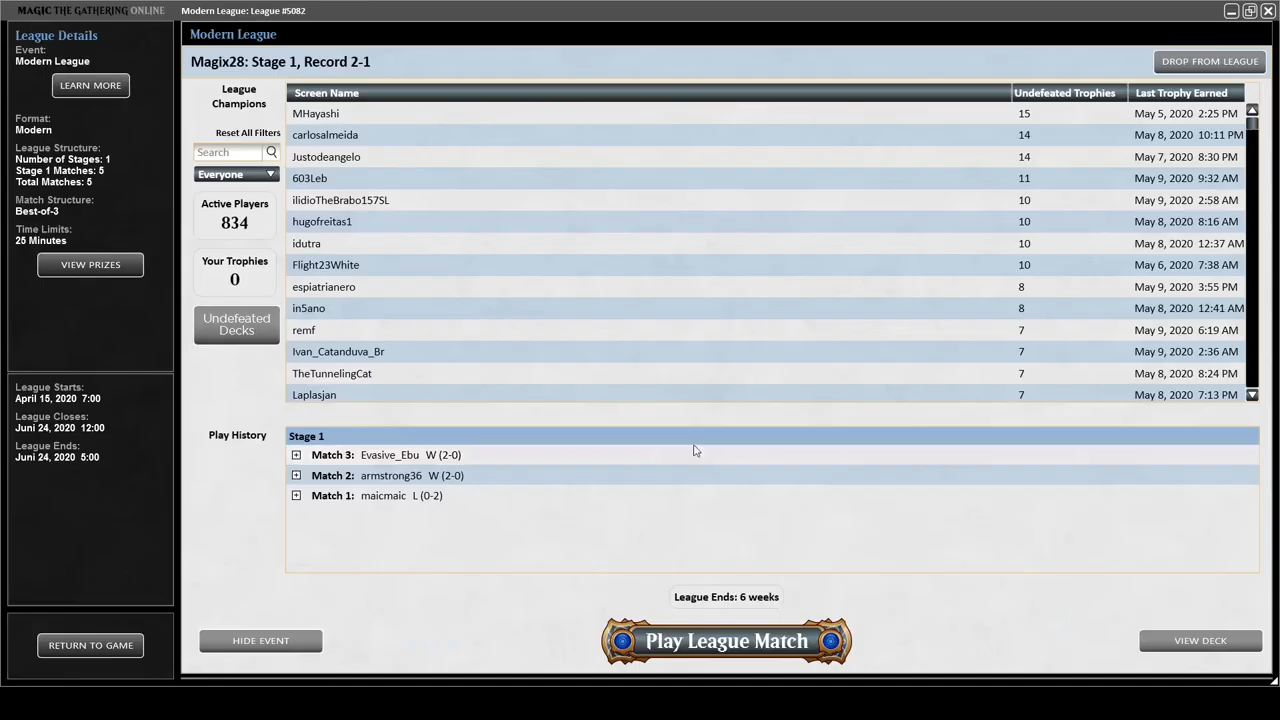 MAGIC THE GATHERING ONLINE
Modern League: League #5082
League Details
Event:
Modern League
LEARN MORE
Format:
Modern
League Structure:
Number of Stages: 1
Stage 1 Matches: 5
Total Matches: 5
Match Structure:
Best-of-3
Time Limits:
25 Minutes
VIEW PRIZES
League Starts:
April 15, 2020 7:00
League Closes:
Juni 24, 2020 12:00
League Ends:
Juni 24, 2020 5:00
RETURN TO GAME
Modern League
Magix28: Stage 1, Record 2-1
DROP FROM LEAGUE
League
Champions
Reset All Filters
Search
Everyone
Active Players
834
Your Trophies
0
Undefeated
Decks
Screen Name Undefeated Trophies Last Trophy Earned
MHayashi 15 May 5, 2020 2:25 PM
carlosalmeida 14 May 8, 2020 10:11 PM
Justodeangelo 14 May 7, 2020 8:30 PM
603Leb 11 May 9, 2020 9:32 AM
ilidioTheBrabo157SL 10 May 9, 2020 2:58 AM
hugofreitas1 10 May 8, 2020 8:16 AM
idutra 10 May 8, 2020 12:37 AM
Flight23White 10 May 6, 2020 7:38 AM
espiatrianero 8 May 9, 2020 3:55 PM
in5ano 8 May 8, 2020 12:41 AM
remf 7 May 9, 2020 6:19 AM
Ivan_Catanduva_Br 7 May 9, 2020 2:36 AM
TheTunnelingCat 7 May 8, 2020 8:24 PM
Laplasjan 7 May 8, 2020 7:13 PM
Play History
Stage 1
Match 3: Evasive_Ebu W (2-0)
Match 2: armstrong36 W (2-0)
Match 1: maicmaic L (0-2)
League Ends: 6 weeks
HIDE EVENT
Play League Match
VIEW DECK